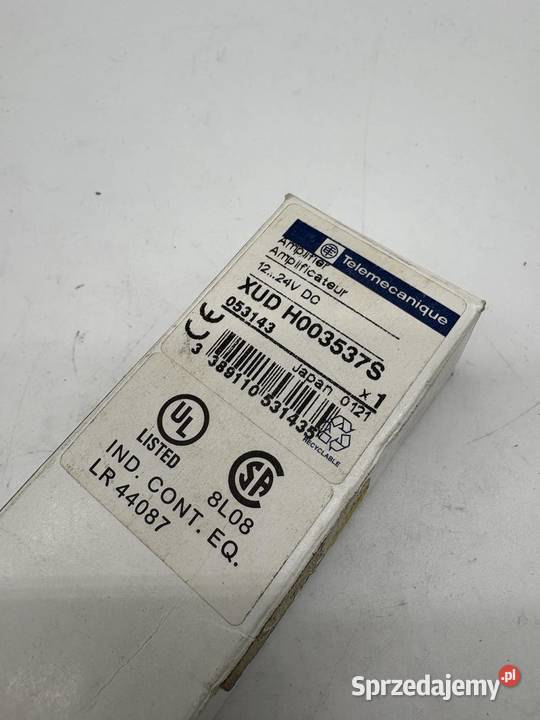 Telemecanique
Amplifier
Amplificateur
12...24V DC
XUD H003537S
053143
x 1
Japan 0121
3 389110 531435
RECYCLABLE
UL
LISTED
8L08
IND. CONT. EQ.
LR 44087
Sprzedajemy.pl